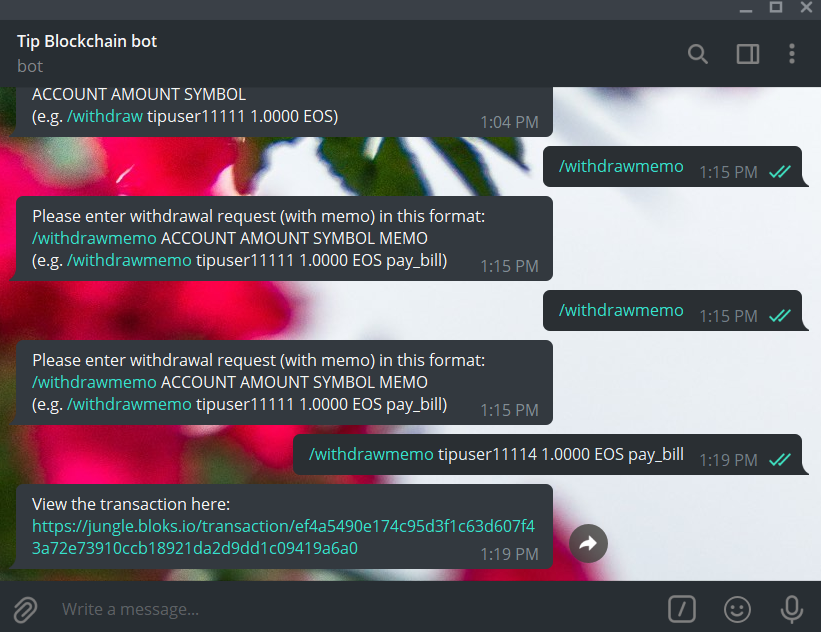 Tip Blockchain bot
bot
ACCOUNT AMOUNT SYMBOL
(e.g. /withdraw tipuser11111 1.0000 EOS)
1:04 PM
/withdrawmemo 1:15 PM
Please enter withdrawal request (with memo) in this format:
/withdrawmemo ACCOUNT AMOUNT SYMBOL MEMO
(e.g. /withdrawmemo tipuser11111 1.0000 EOS pay_bill)
1:15 PM
/withdrawmemo 1:15 PM
Please enter withdrawal request (with memo) in this format:
/withdrawmemo ACCOUNT AMOUNT SYMBOL MEMO
(e.g. /withdrawmemo tipuser11111 1.0000 EOS pay_bill)
1:15 PM
/withdrawmemo tipuser11114 1.0000 EOS pay_bill 1:19 PM
View the transaction here:
https://jungle.bloks.io/transaction/ef4a5490e174c95d3f1c63d607f4
3a72e73910ccb18921da2d9dd1c09419a6a0
1:19 PM
Write a message...